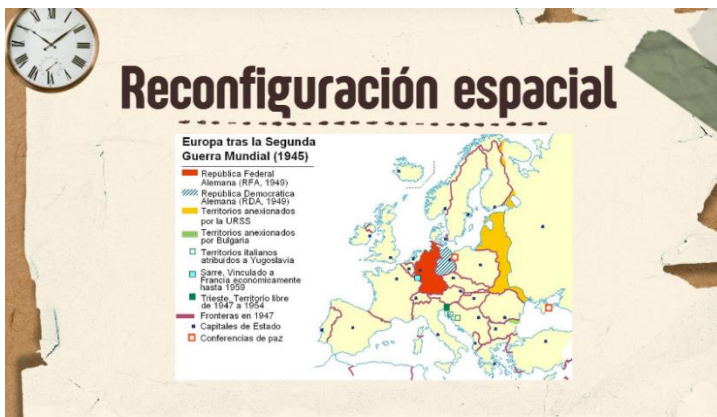 Reconfiguración espacial
Europa tras la Segunda
Guerra Mundial (1945)
República Federal
Alemana (RFA, 1949)
República Democrática
Alemana (RDA, 1949)
Territorios anexionados
por la URSS
Territorios anexionados
por Bulgaria
Territorios italianos
atribuidos a Yugoslavia
Sarre, Vinculado a
Francia económicamente
hasta 1959
Trieste, Territorio libre
de 1947 a 1954
Fronteras en 1947
Capitales de Estado
Conferencias de paz